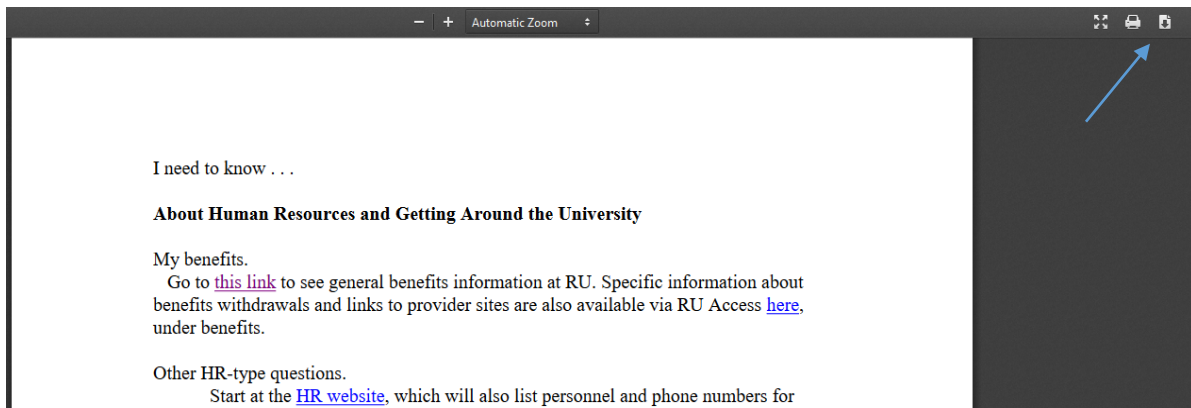 Automatic Zoom
I need to know . . .
About Human Resources and Getting Around the University
My benefits.
Go to this link to see general benefits information at RU. Specific information about
benefits withdrawals and links to provider sites are also available via RU Access here,
under benefits.
Other HR-type questions.
Start at the HR website, which will also list personnel and phone numbers for